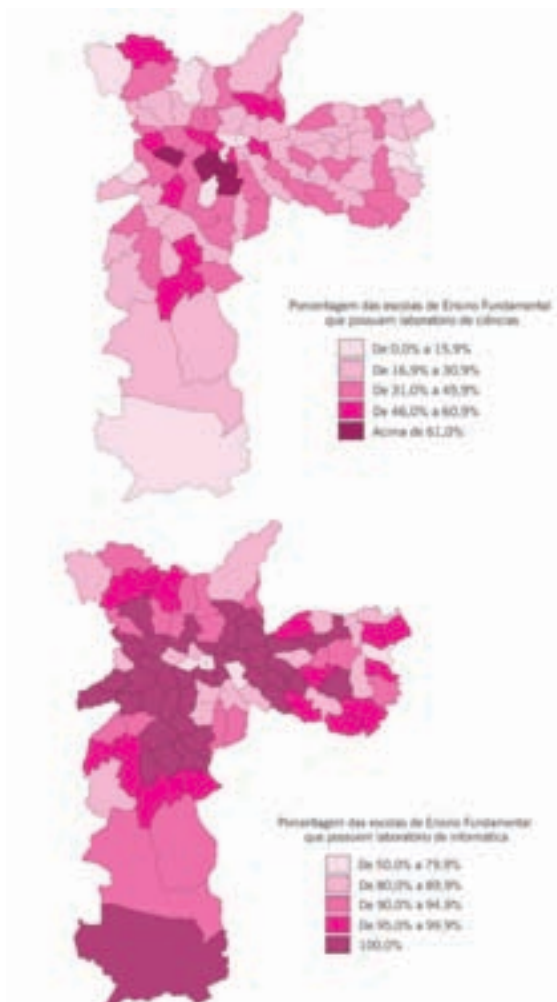 Porcentagem das escolas de Ensino Fundamental
que possuem laboratório de ciências
De 0,0% a 15,9%
De 16,9% a 30,9%
De 31,0% a 45,9%
De 46,0% a 60,9%
Acima de 61,0%
Porcentagem das escolas de Ensino Fundamental
que possuem laboratório de informática
De 50,0% a 79,9%
De 80,0% a 89,9%
De 90,0% a 94,9%
De 95,0% a 99,9%
100,0%